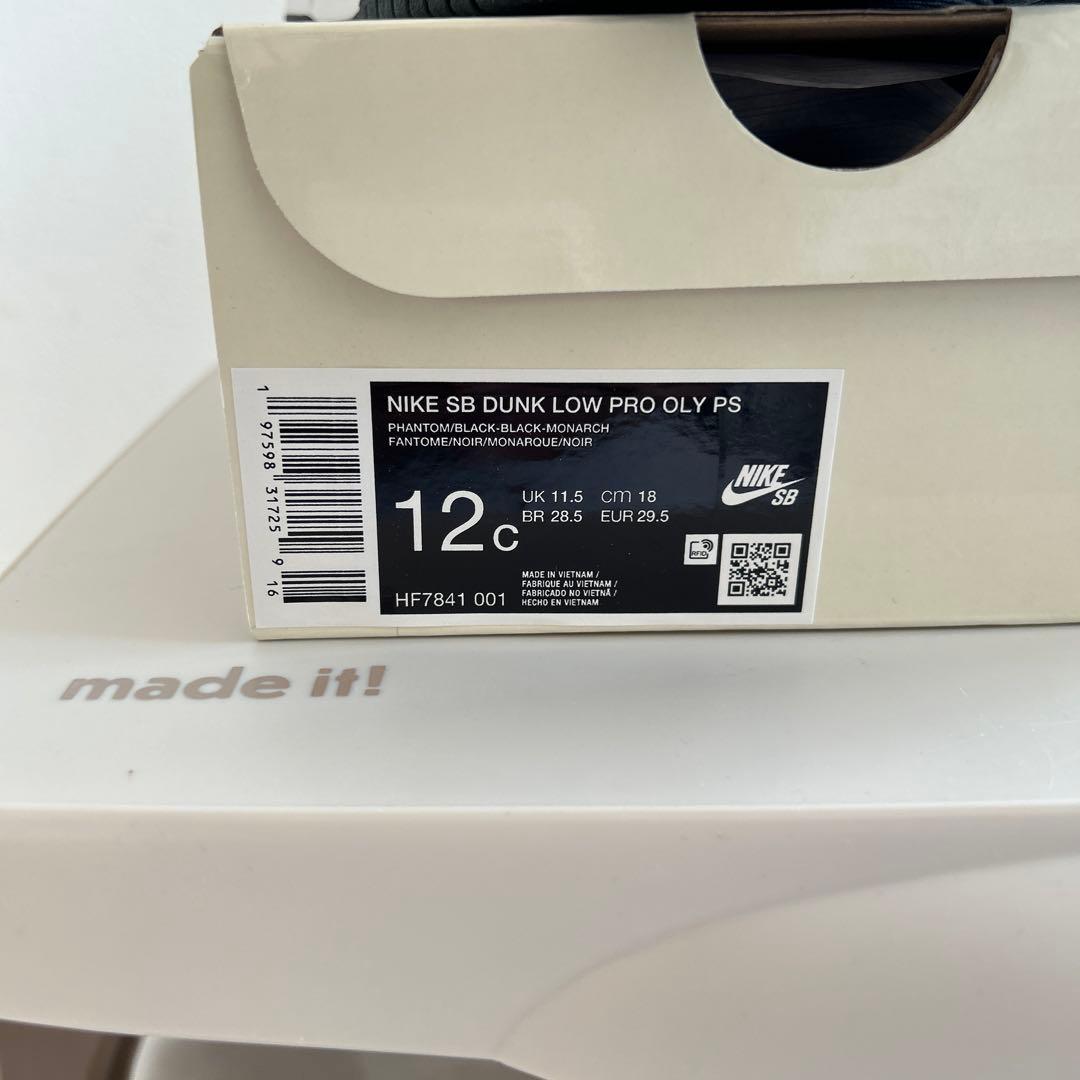 NIKE SB DUNK LOW PRO OLY PS
PHANTOM/BLACK-BLACK-MONARCH
FANTOME/NOIR/MONARQUE/NOIR
12 C
UK 11.5 cm 18
BR 28.5 EUR 29.5
NIKE
SB
RFID
HF7841 001
MADE IN VIETNAM /
FABRIQUE AU VIETNAM /
FABRICADO NO VIETNÃ /
HECHO EN VIETNAM
1 97598 31725 9 16
made it!